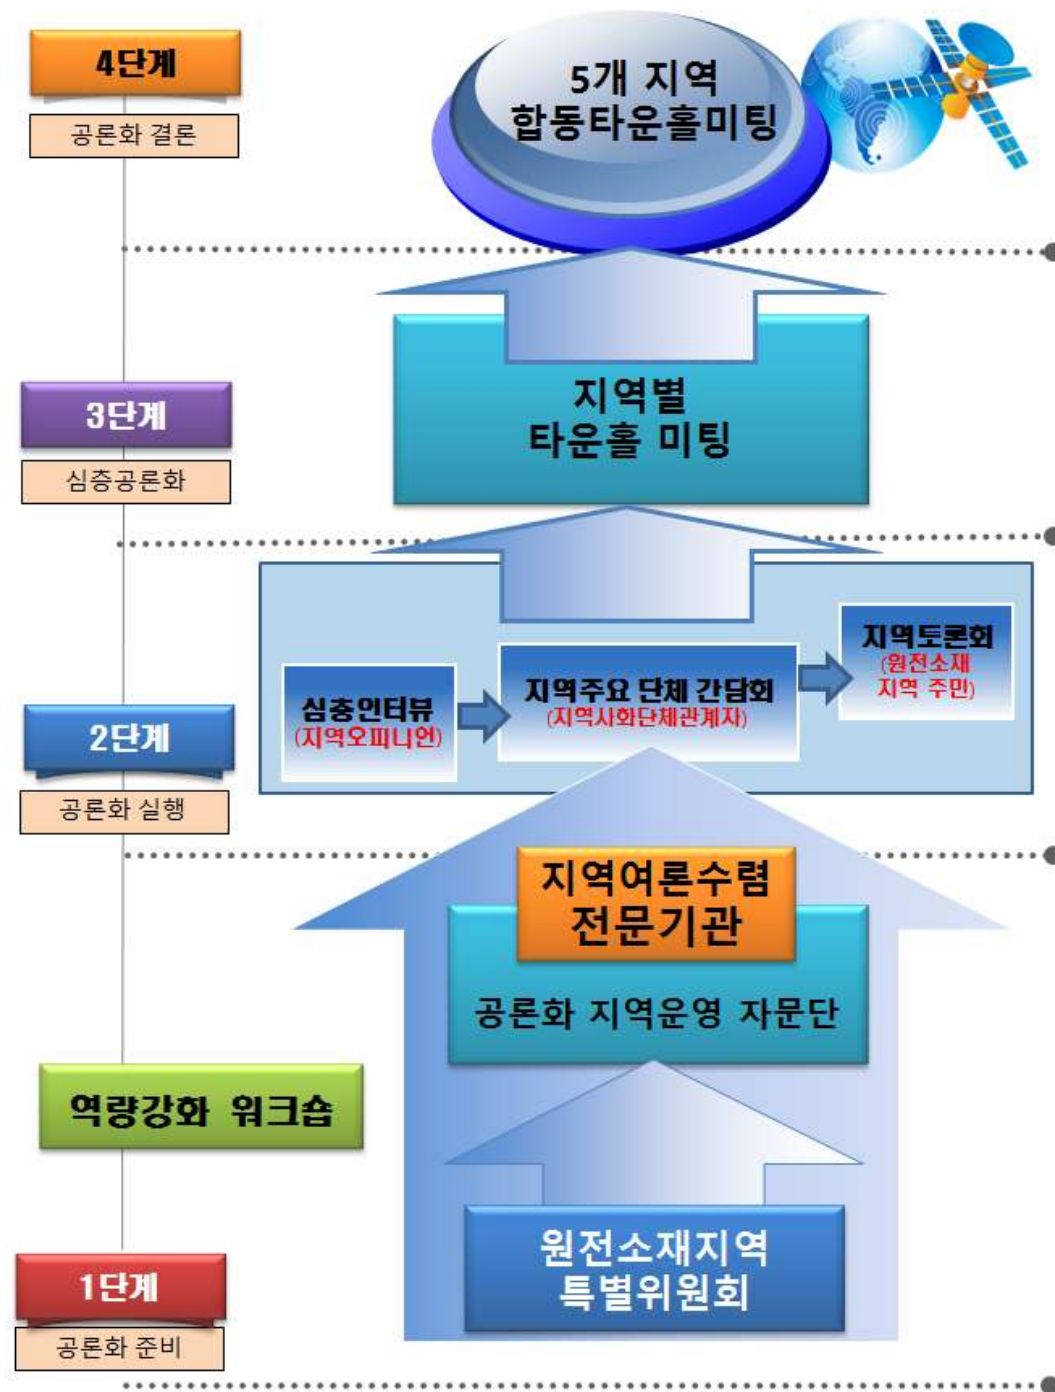 4단계
공론화 결론
5개 지역
합동타운홀미팅
3단계
심층공론화
지역별
타운홀 미팅
2단계
공론화 실행
심층인터뷰
(지역오피니언)
지역주요 단체 간담회
(지역사화단체관계자)
지역토론회
(원전소재
지역 주민)
지역여론수렴
전문기관
공론화 지역운영 자문단
역량강화 워크숍
1단계
공론화 준비
원전소재지역
특별위원회